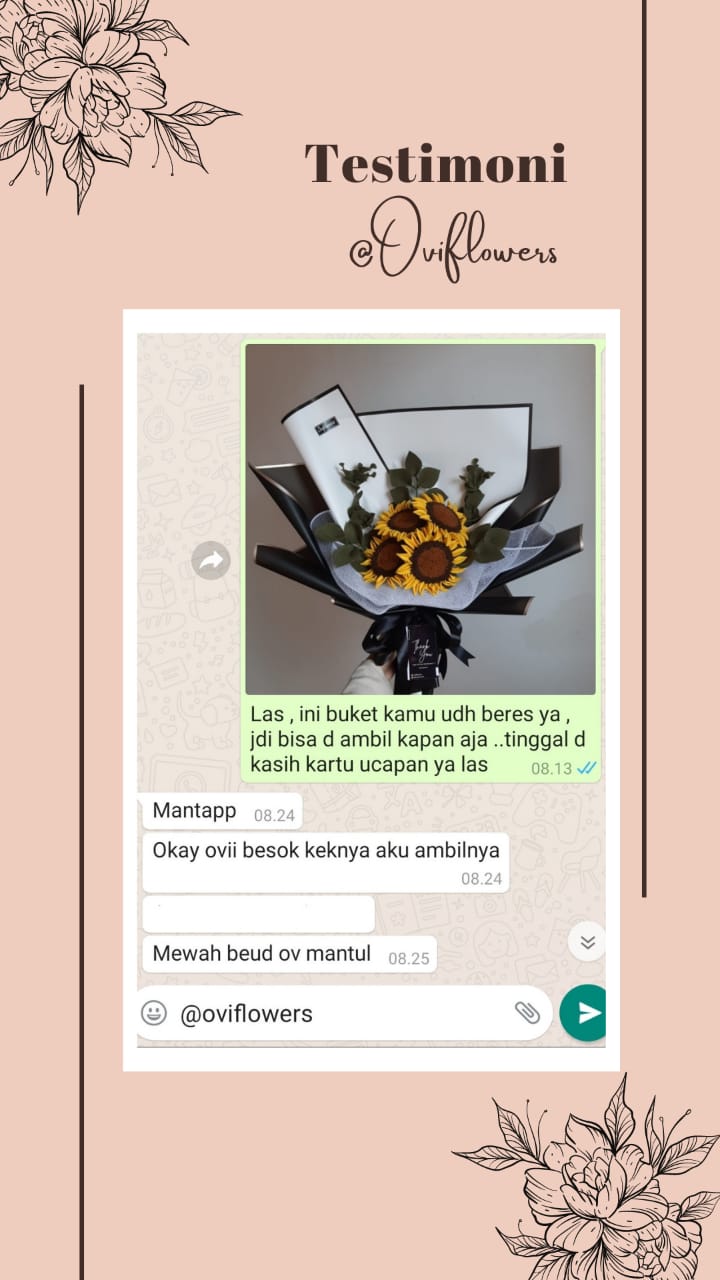 Testimoni
@Oviflowers
Thank
You
Las , ini buket kamu udh beres ya ,
jdi bisa d ambil kapan aja ..tinggal d
kasih kartu ucapan ya las
08.13
Mantapp 08.24
Okay ovii besok keknya aku ambilnya
08.24
Mewah beud ov mantul 08.25
@oviflowers